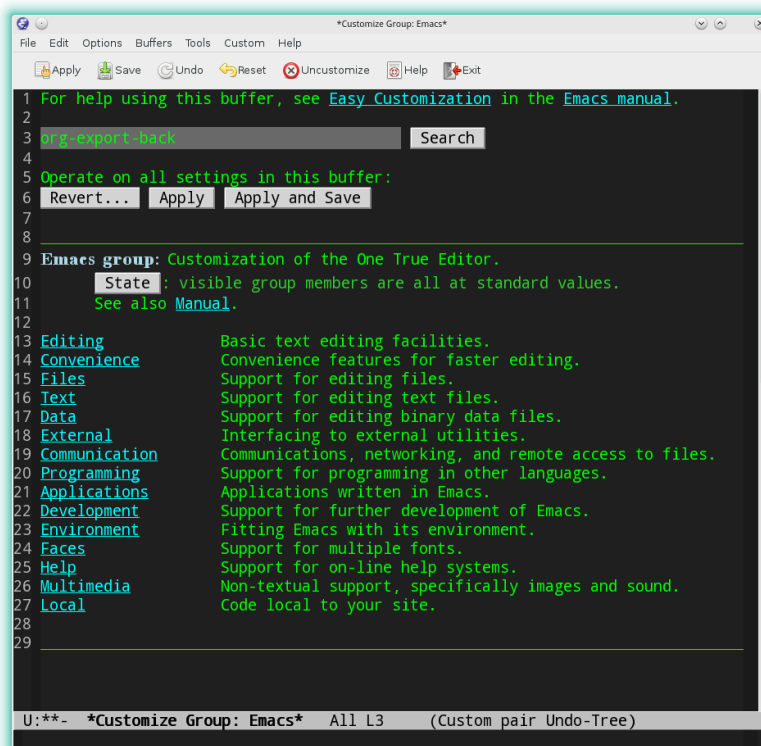 *Customize Group: Emacs*
File Edit Options Buffers Tools Custom Help
Apply Save Undo Reset Uncustomize Help Exit
1 For help using this buffer, see Easy Customization in the Emacs manual.
2
3 org-export-back Search
4
5 Operate on all settings in this buffer:
6 Revert... Apply Apply and Save
7
8
9 Emacs group: Customization of the One True Editor.
10 State : visible group members are all at standard values.
11 See also Manual.
12
13 Editing Basic text editing facilities.
14 Convenience Convenience features for faster editing.
15 Files Support for editing files.
16 Text Support for editing text files.
17 Data Support for editing binary data files.
18 External Interfacing to external utilities.
19 Communication Communications, networking, and remote access to files.
20 Programming Support for programming in other languages.
21 Applications Applications written in Emacs.
22 Development Support for further development of Emacs.
23 Environment Fitting Emacs with its environment.
24 Faces Support for multiple fonts.
25 Help Support for on-line help systems.
26 Multimedia Non-textual support, specifically images and sound.
27 Local Code local to your site.
28
29
U:**- *Customize Group: Emacs* All L3 (Custom pair Undo-Tree)